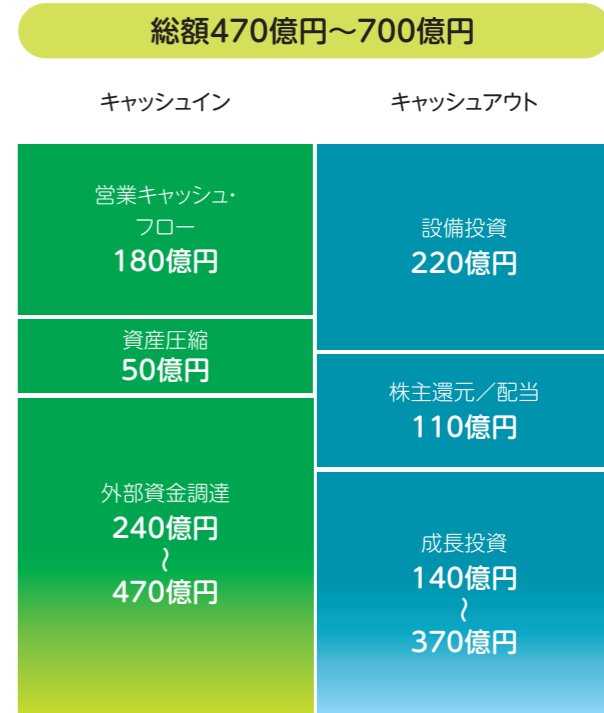 総額470億円〜700億円
キャッシュイン
キャッシュアウト
営業キャッシュ・
フロー
180億円
資産圧縮
50億円
外部資金調達
240億円
〜
470億円
設備投資
220億円
株主還元／配当
110億円
成長投資
140億円
〜
370億円